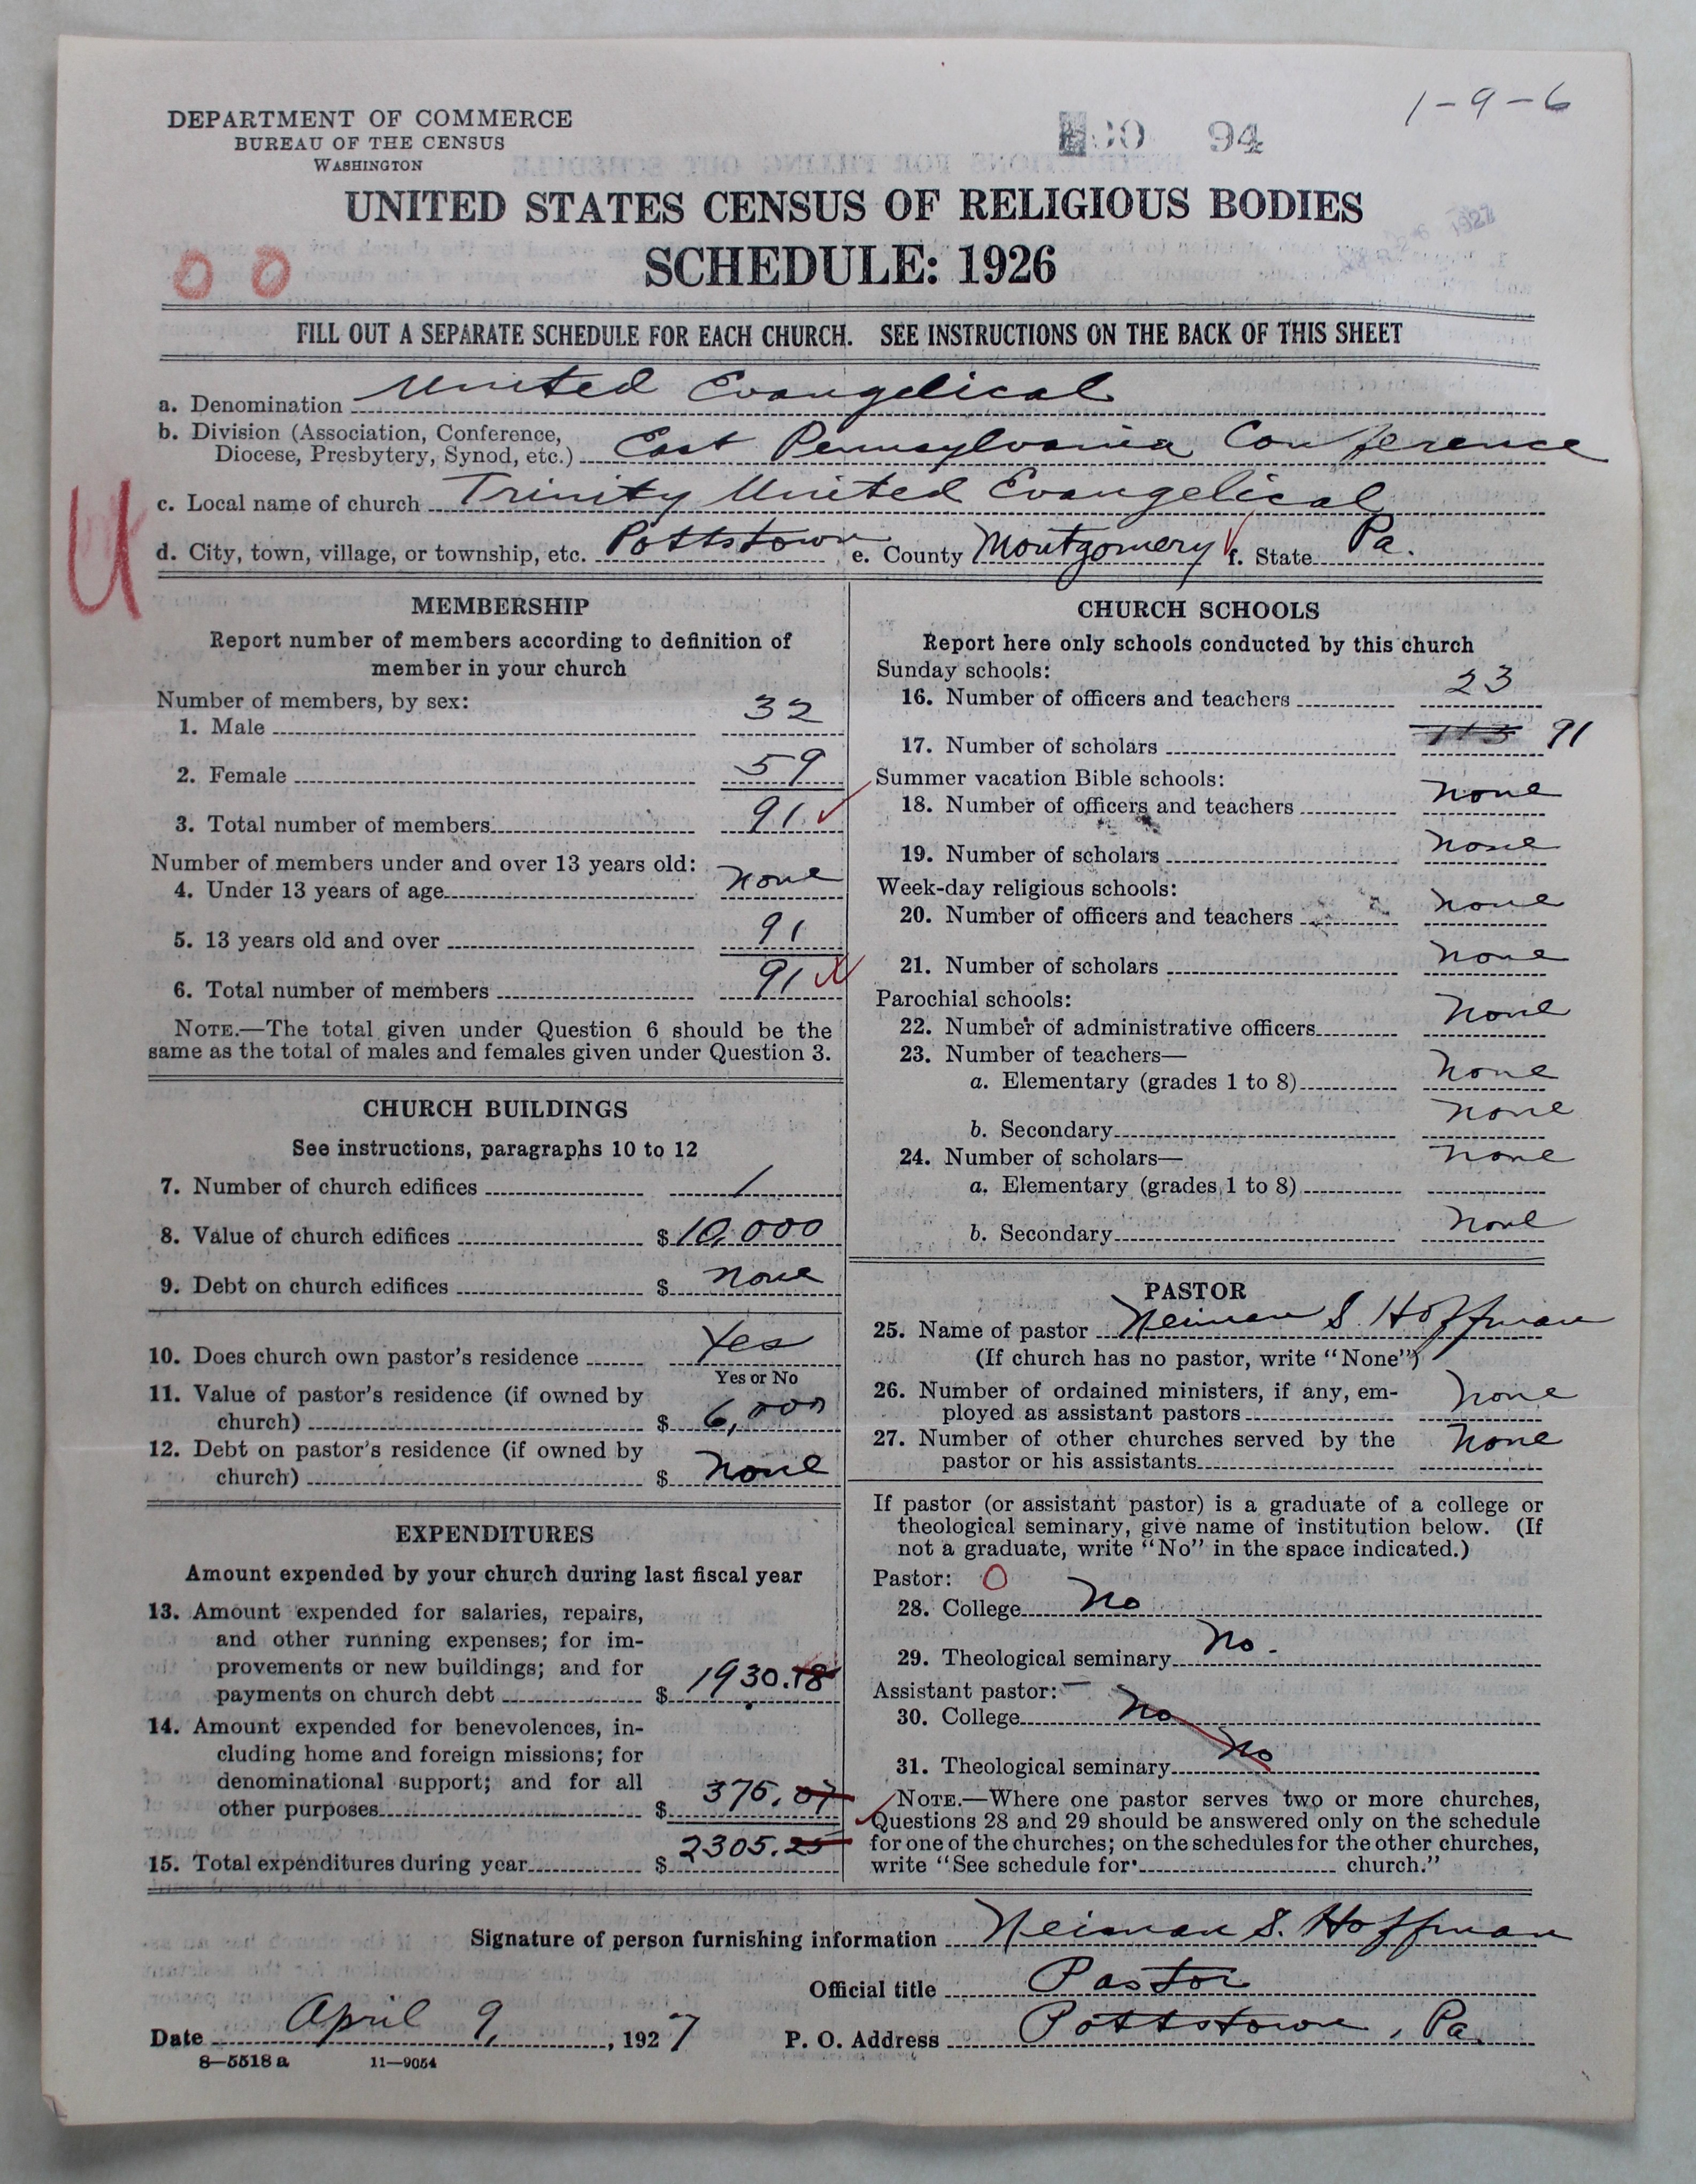 1-9-6
DEPARTMENT OF COMMERCE
BUREAU OF THE CENSUS
WASHINGTON
94
UNITED STATES CENSUS OF RELIGIOUS BODIES
SCHEDULE: 1926
0 0
FILL OUT A SEPARATE SCHEDULE FOR EACH CHURCH. SEE INSTRUCTIONS ON THE BACK OF THIS SHEET
a. Denomination United Evangelical
b. Division (Association, Conference,
Diocese, Presbytery, Synod, etc.) East Pennsylvania Conference
c. Local name of church Trinity United Evangelical
d. City, town, village, or township, etc. Pottstown e. County Montgomery f. State Pa.
U
MEMBERSHIP
Report number of members according to definition of
member in your church
Number of members, by sex:
1. Male 32
2. Female 59
3. Total number of members 91
Number of members under and over 13 years old:
4. Under 13 years of age none
5. 13 years old and over 91
6. Total number of members 91
NOTE.—The total given under Question 6 should be the
same as the total of males and females given under Question 3.
CHURCH BUILDINGS
See instructions, paragraphs 10 to 12
7. Number of church edifices 1
8. Value of church edifices $ 10,000
9. Debt on church edifices $ none
10. Does church own pastor's residence Yes
Yes or No
11. Value of pastor's residence (if owned by
church) $ 6,000
12. Debt on pastor's residence (if owned by
church) $ none
EXPENDITURES
Amount expended by your church during last fiscal year
13. Amount expended for salaries, repairs,
and other running expenses; for im-
provements or new buildings; and for
payments on church debt $ 1930.18
14. Amount expended for benevolences, in-
cluding home and foreign missions; for
denominational support; and for all
other purposes $ 375.07
15. Total expenditures during year $ 2305.25
CHURCH SCHOOLS
Report here only schools conducted by this church
Sunday schools:
16. Number of officers and teachers 23
17. Number of scholars 113 91
Summer vacation Bible schools:
18. Number of officers and teachers none
19. Number of scholars none
Week-day religious schools:
20. Number of officers and teachers none
21. Number of scholars none
Parochial schools:
22. Number of administrative officers none
23. Number of teachers—
a. Elementary (grades 1 to 8) none
b. Secondary none
24. Number of scholars— none
a. Elementary (grades 1 to 8)
b. Secondary none
PASTOR
25. Name of pastor Neiman S. Hoffman
(If church has no pastor, write "None")
26. Number of ordained ministers, if any, em-
ployed as assistant pastors none
27. Number of other churches served by the
pastor or his assistants none
If pastor (or assistant pastor) is a graduate of a college or
theological seminary, give name of institution below. (If
not a graduate, write "No" in the space indicated.)
Pastor: O
28. College No
29. Theological seminary No.
Assistant pastor:
30. College No
31. Theological seminary No
NOTE.—Where one pastor serves two or more churches,
Questions 28 and 29 should be answered only on the schedule
for one of the churches; on the schedules for the other churches,
write "See schedule for church."
Signature of person furnishing information Neiman S. Hoffman
Official title Pastor
Date April 9, 1927 P. O. Address Pottstown, Pa.
8—5518 a 11—9054